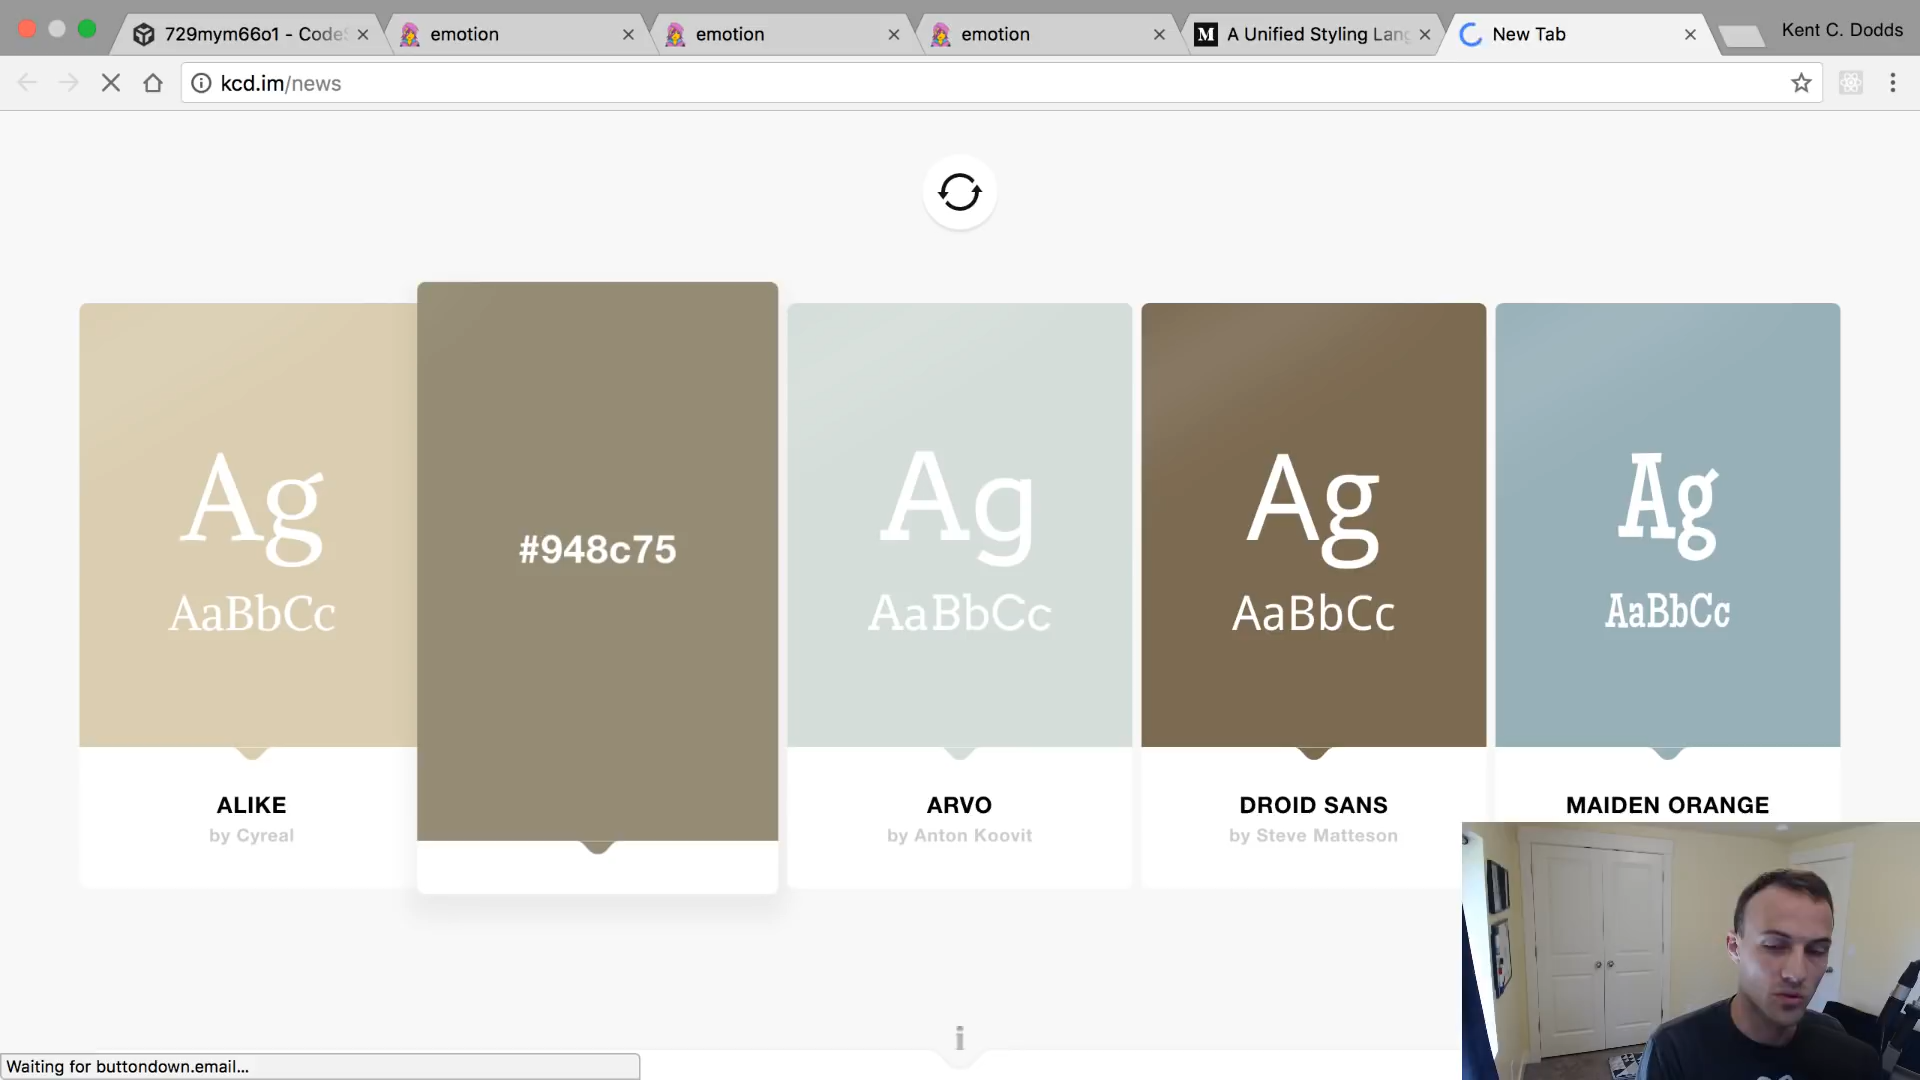 729mym66o1 - CodeS
emotion
emotion
emotion
A Unified Styling Lang
New Tab
Kent C. Dodds
kcd.im/news
Ag
AaBbCc
ALIKE
by Cyreal
#948c75
Ag
AaBbCc
ARVO
by Anton Koovit
Ag
AaBbCc
DROID SANS
by Steve Matteson
Ag
AaBbCc
MAIDEN ORANGE
i
Waiting for buttondown.email...